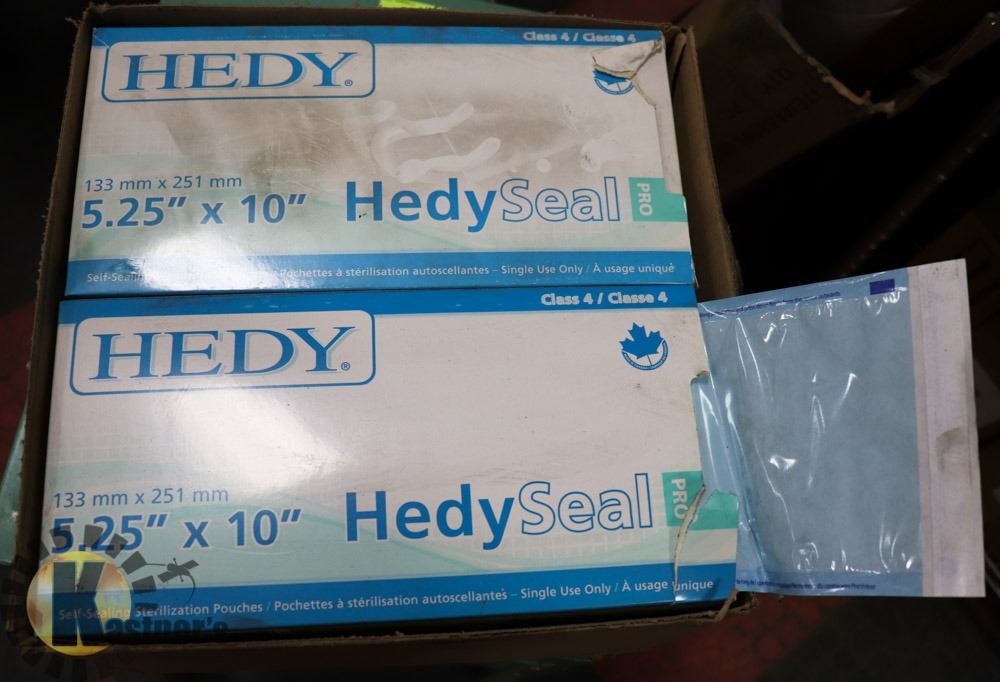 Class 4 / Classe 4
HEDY®
133 mm x 251 mm
5.25" x 10"
HedySeal PRO
Pochettes à stérilisation autoscellantes – Single Use Only / À usage unique
Class 4 / Classe 4
HEDY®
133 mm x 251 mm
5.25" x 10"
HedySeal PRO
Self-Sealing Sterilization Pouches / Pochettes à stérilisation autoscellantes – Single Use Only / À usage unique
Kastner's